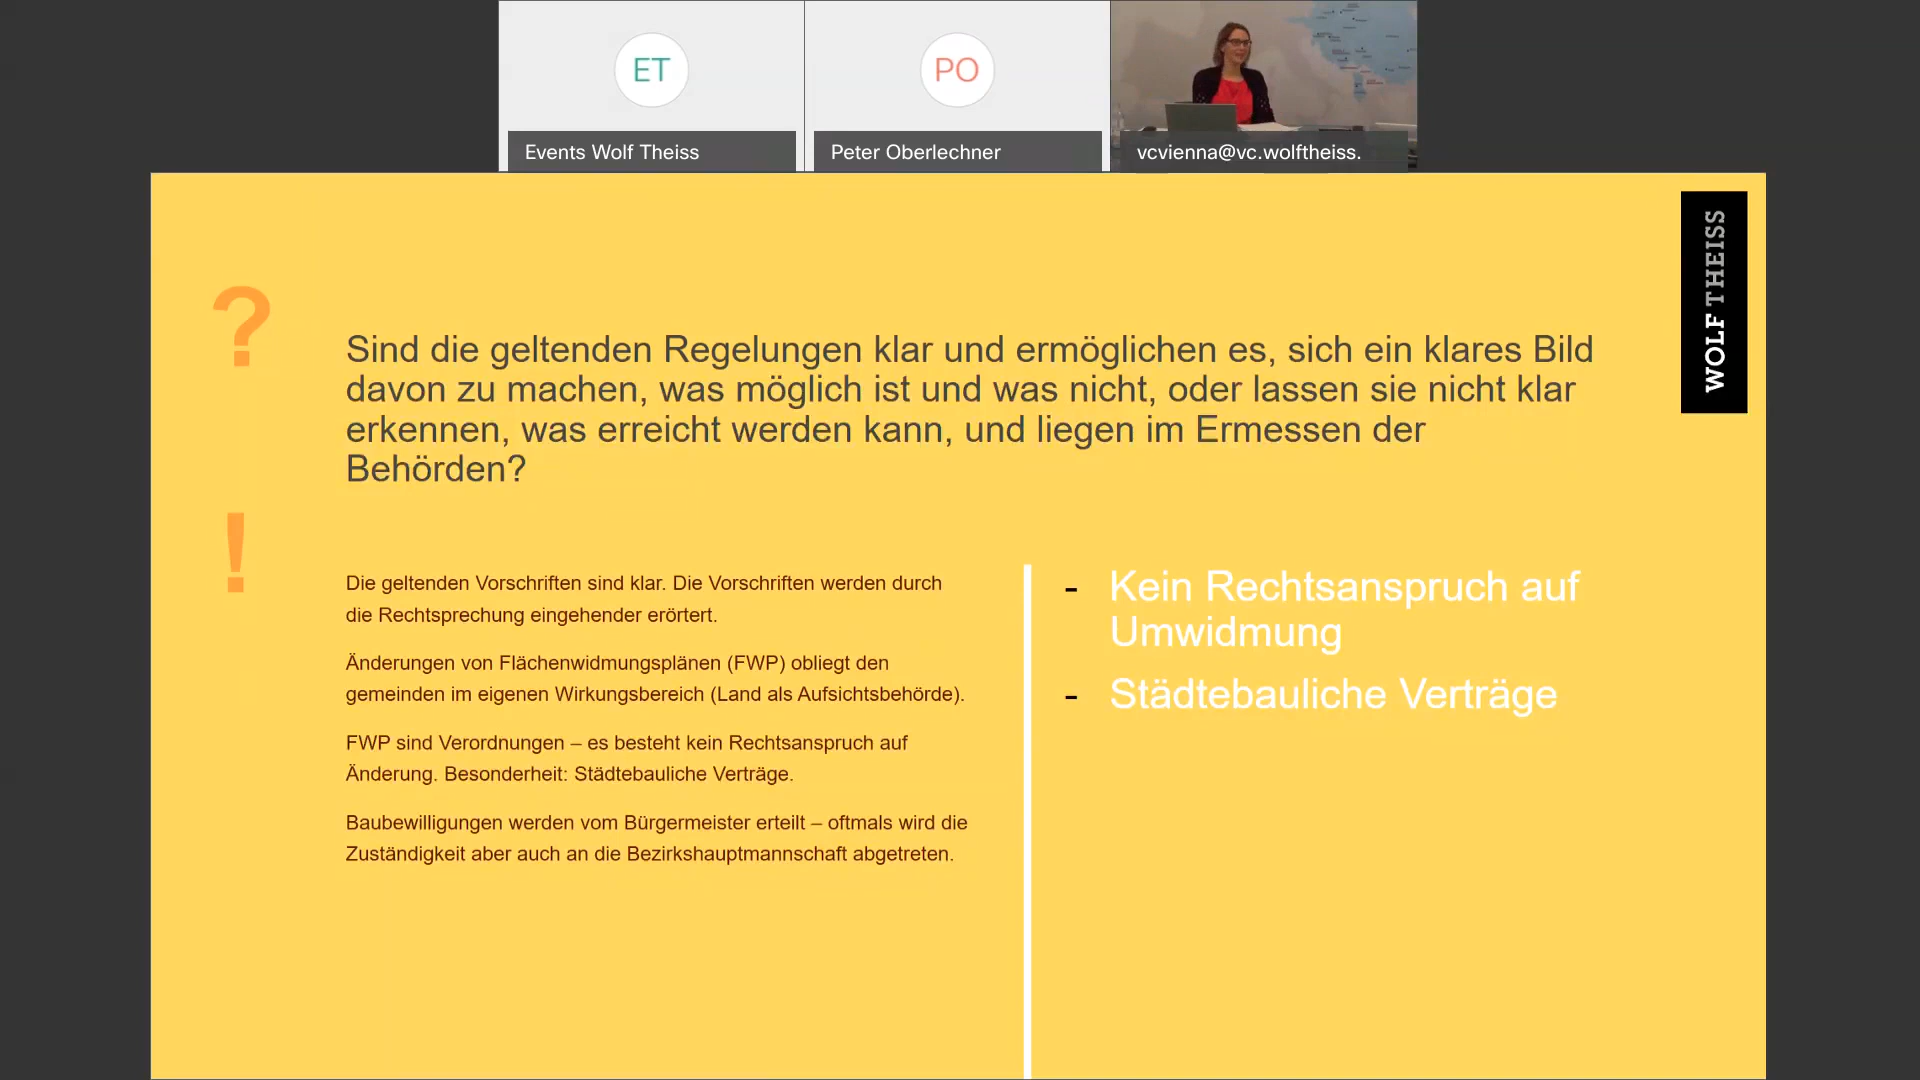 ET
PO
Events Wolf Theiss
Peter Oberlechner
vcvienna@vc.wolftheiss.
WOLF THEISS
?
Sind die geltenden Regelungen klar und ermöglichen es, sich ein klares Bild
davon zu machen, was möglich ist und was nicht, oder lassen sie nicht klar
erkennen, was erreicht werden kann, und liegen im Ermessen der
Behörden?
!
Die geltenden Vorschriften sind klar. Die Vorschriften werden durch
die Rechtsprechung eingehender erörtert.
Änderungen von Flächenwidmungsplänen (FWP) obliegt den
gemeinden im eigenen Wirkungsbereich (Land als Aufsichtsbehörde).
FWP sind Verordnungen – es besteht kein Rechtsanspruch auf
Änderung. Besonderheit: Städtebauliche Verträge.
Baubewilligungen werden vom Bürgermeister erteilt – oftmals wird die
Zuständigkeit aber auch an die Bezirkshauptmannschaft abgetreten.
- Kein Rechtsanspruch auf
Umwidmung
- Städtebauliche Verträge